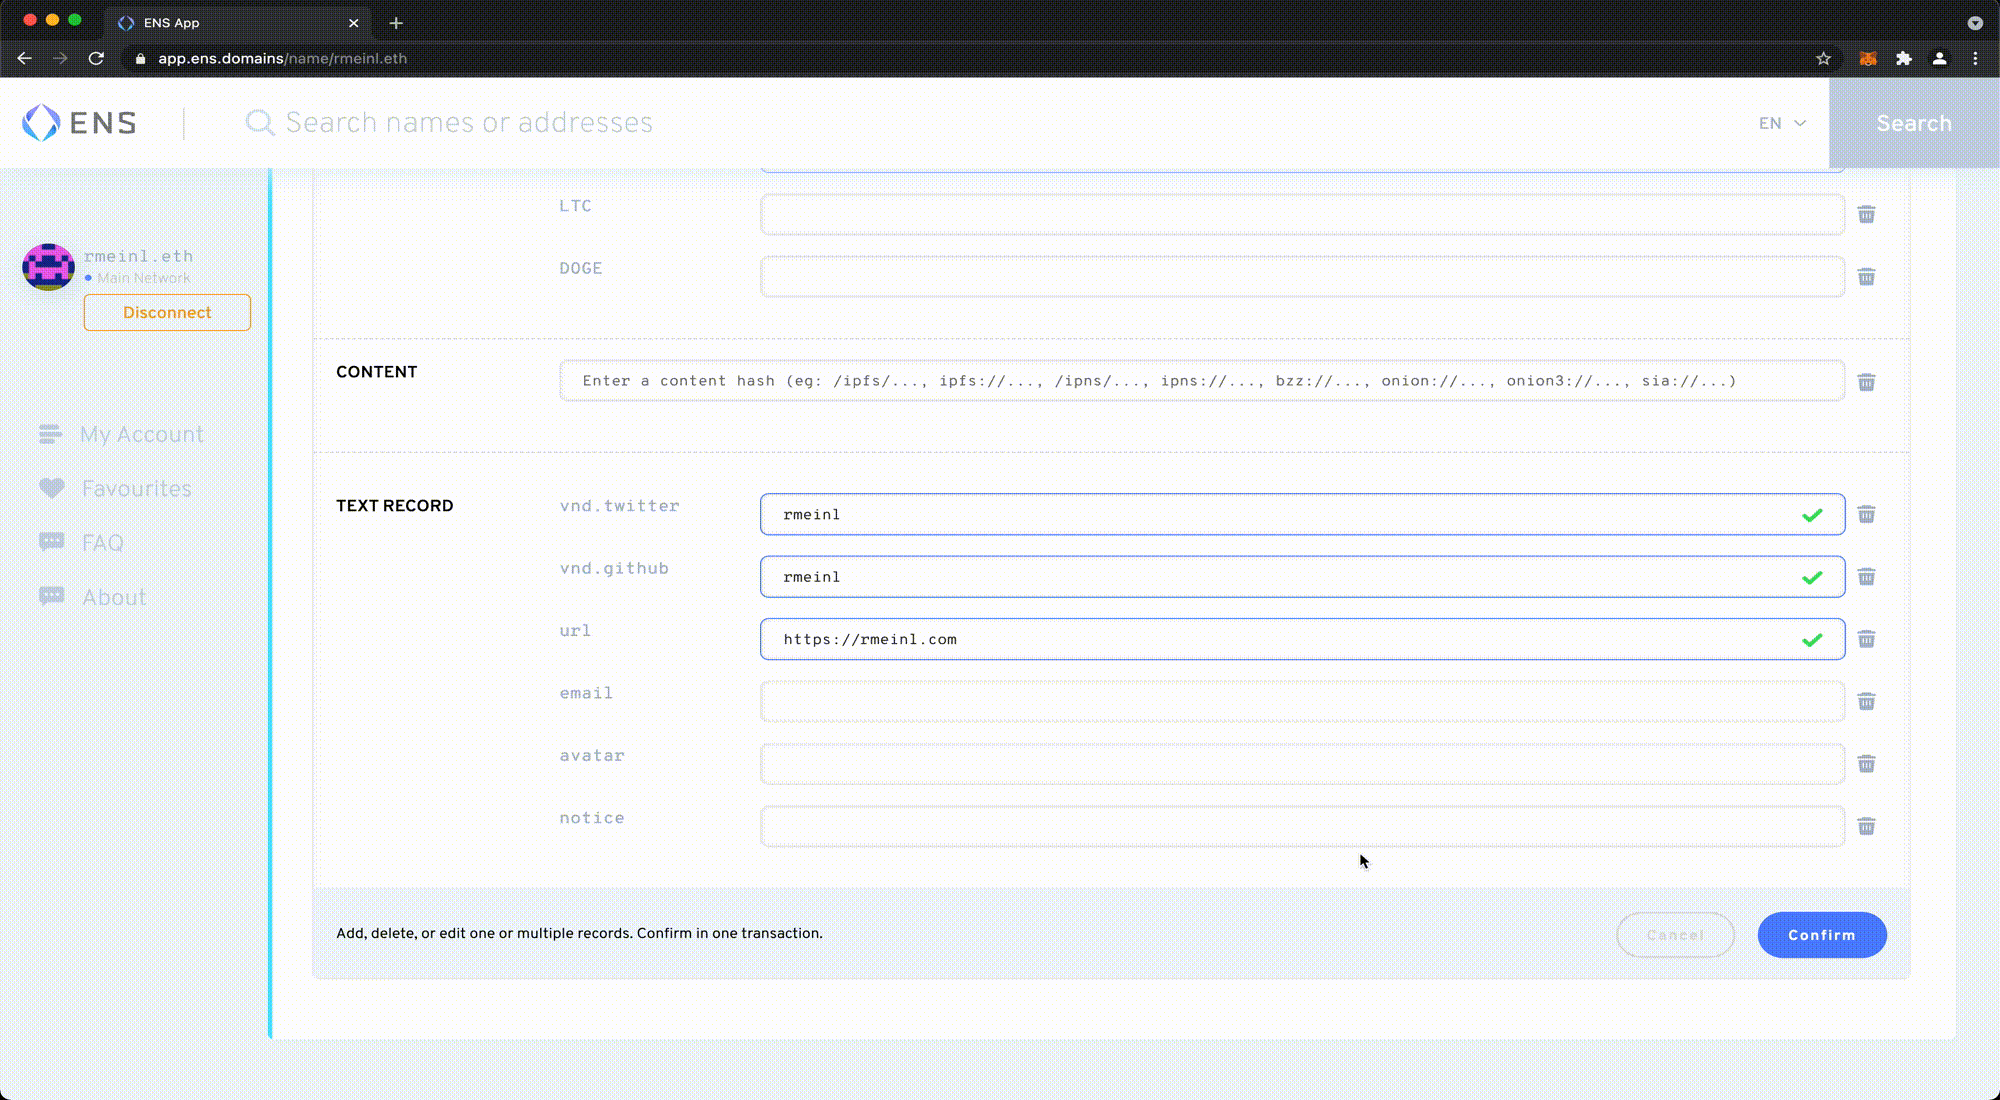 ENS App
app.ens.domains/name/rmeinl.eth
ENS
Search names or addresses
EN
Search
rmeinl.eth
Main Network
Disconnect
My Account
Favourites
FAQ
About
LTC
DOGE
CONTENT
Enter a content hash (eg: /ipfs/..., ipfs://..., /ipns/..., ipns://..., bzz://..., onion://..., onion3://..., sia://...)
TEXT RECORD
vnd.twitter
rmeinl
vnd.github
rmeinl
url
https://rmeinl.com
email
avatar
notice
Add, delete, or edit one or multiple records. Confirm in one transaction.
Cancel
Confirm